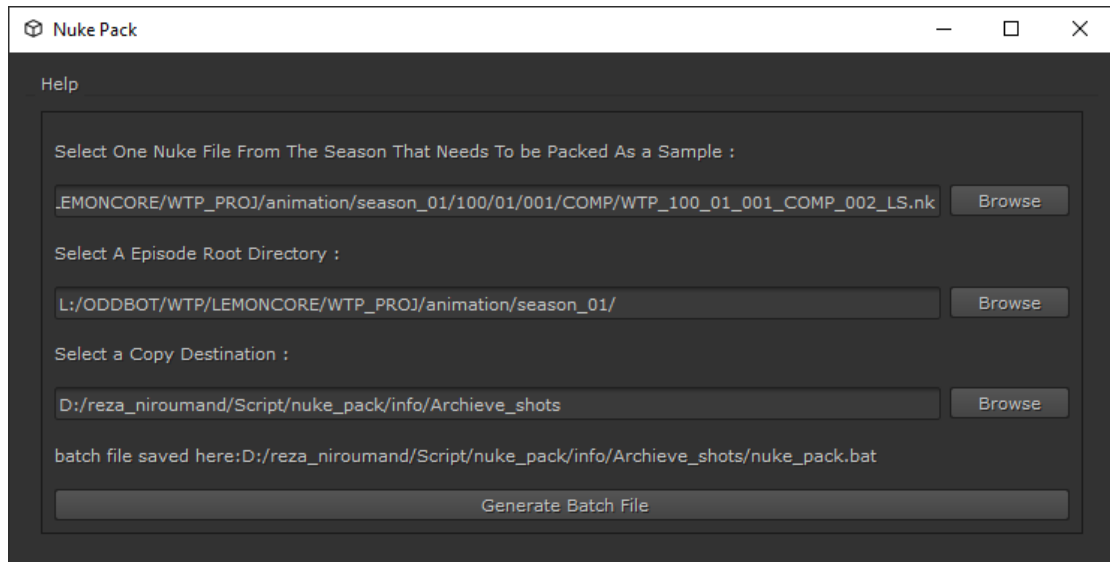 Nuke Pack
Help
Select One Nuke File From The Season That Needs To be Packed As a Sample :
.EMONCORE/WTP_PROJ/animation/season_01/100/01/001/COMP/WTP_100_01_001_COMP_002_LS.nk
Browse
Select A Episode Root Directory :
L:/ODDBOT/WTP/LEMONCORE/WTP_PROJ/animation/season_01/
Browse
Select a Copy Destination :
D:/reza_niroumand/Script/nuke_pack/info/Archieve_shots
Browse
batch file saved here:D:/reza_niroumand/Script/nuke_pack/info/Archieve_shots/nuke_pack.bat
Generate Batch File